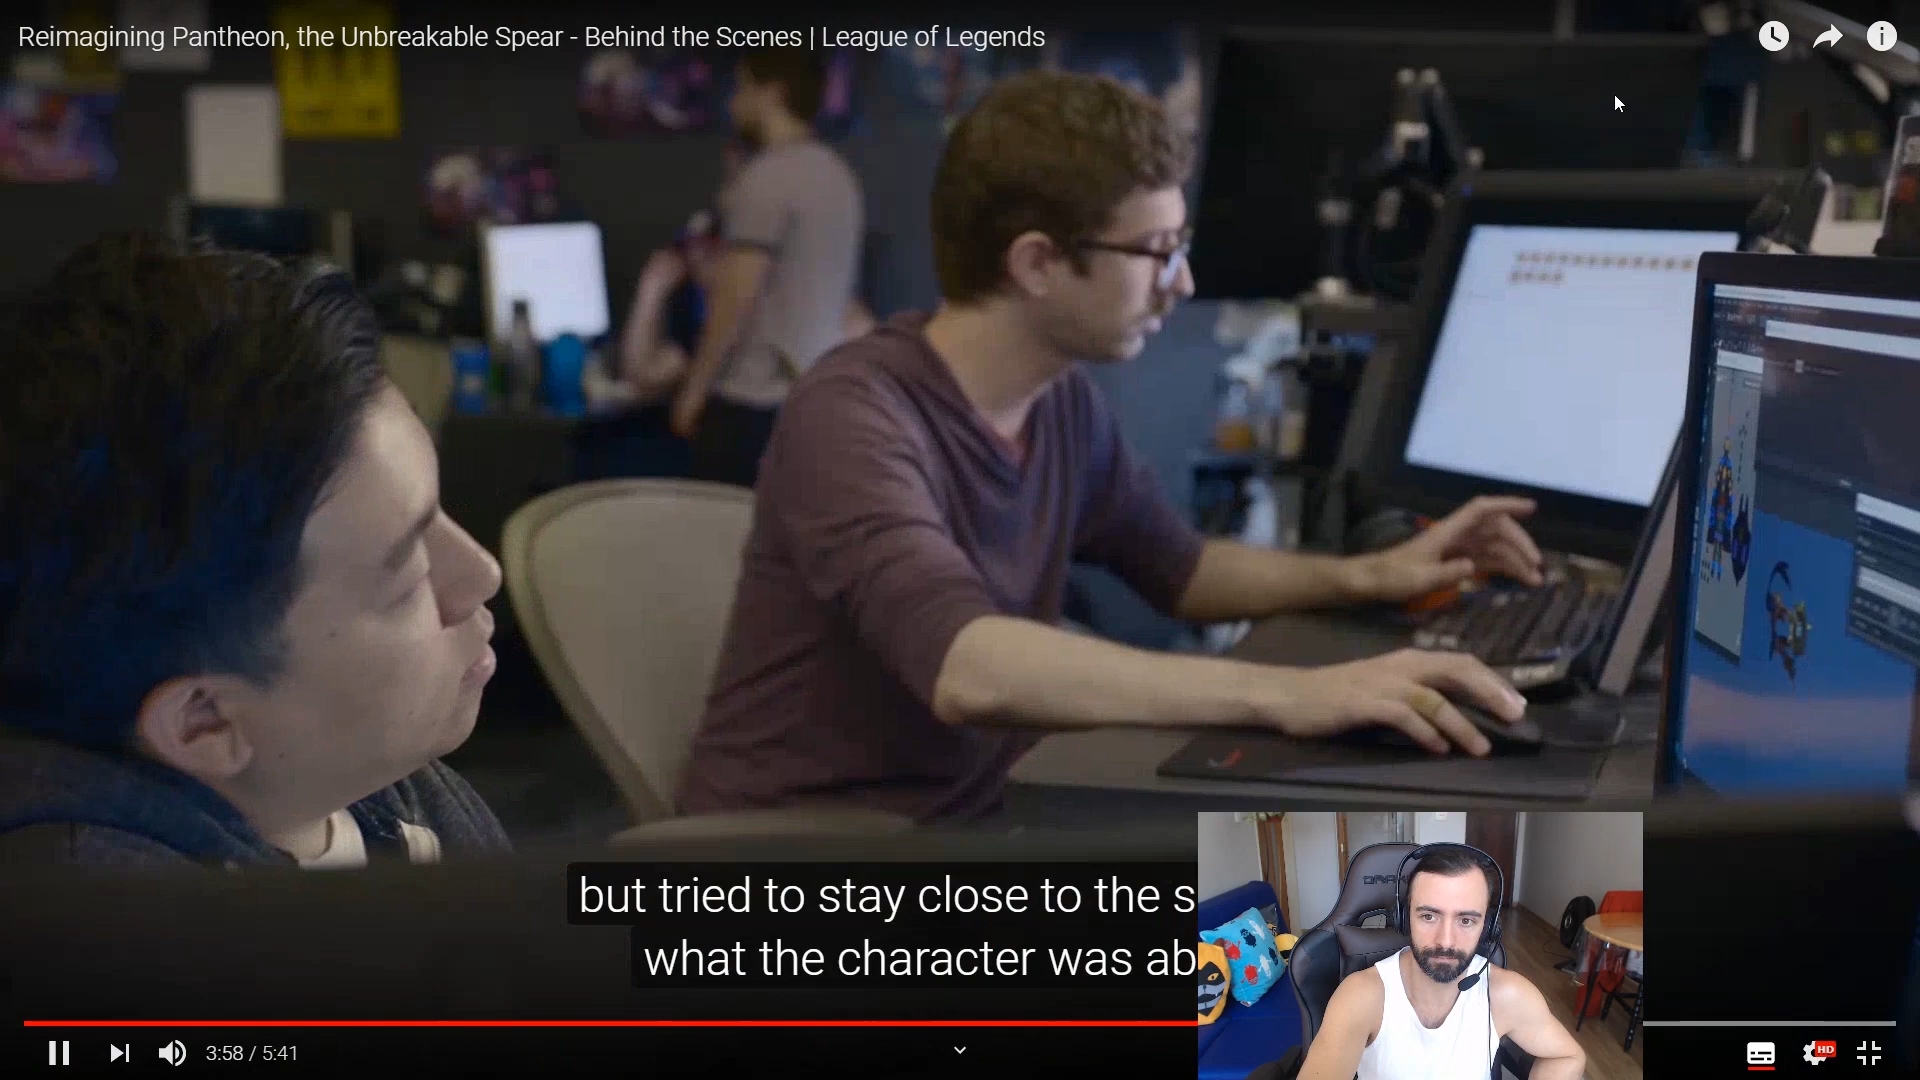 Reimagining Pantheon, the Unbreakable Spear - Behind the Scenes | League of Legends
but tried to stay close to the s
what the character was ab
3:58 / 5:41
HD